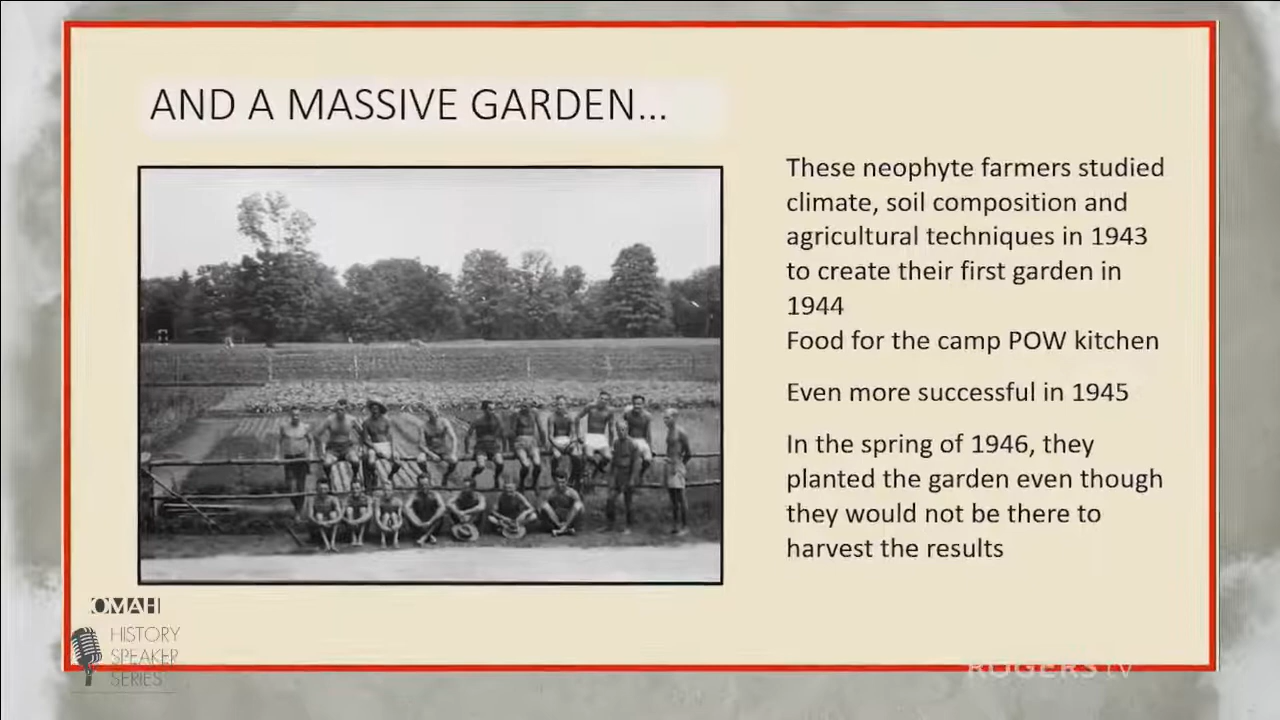 AND A MASSIVE GARDEN...
These neophyte farmers studied
climate, soil composition and
agricultural techniques in 1943
to create their first garden in
1944
Food for the camp POW kitchen
Even more successful in 1945
In the spring of 1946, they
planted the garden even though
they would not be there to
harvest the results
OMAH
HISTORY
SPEAKER
SERIES
ROGERS TV